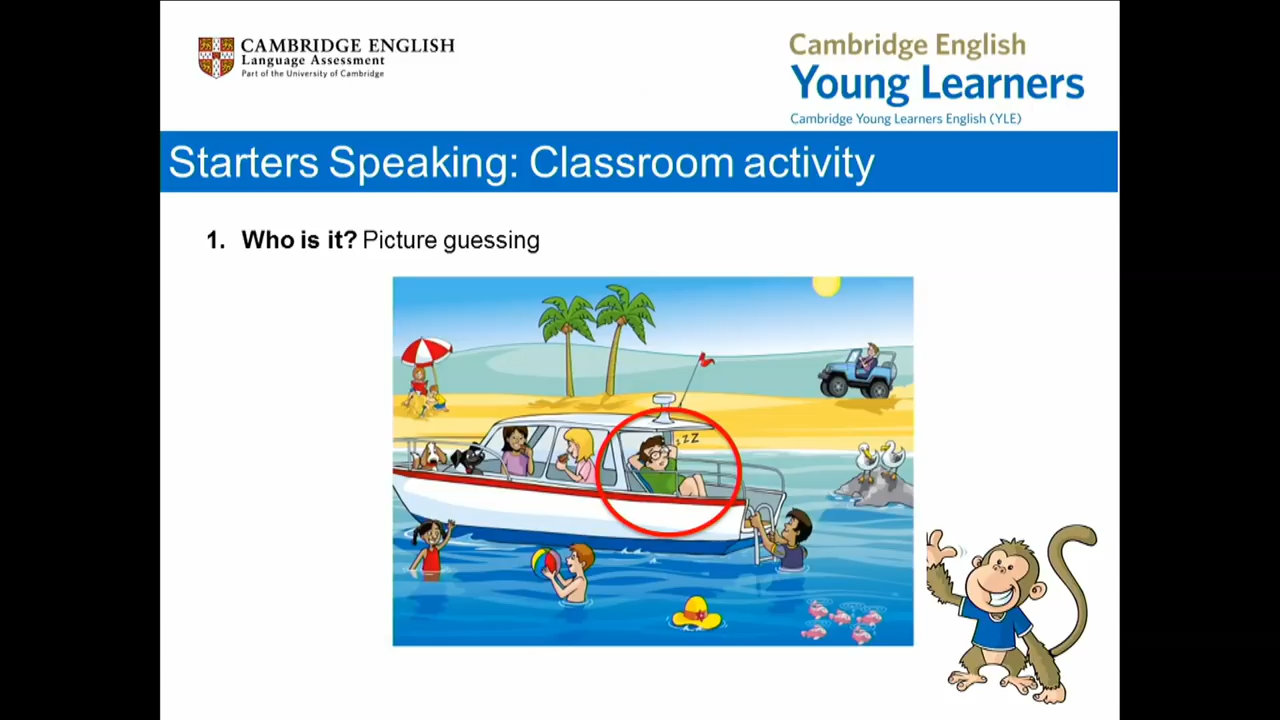 CAMBRIDGE ENGLISH
Language Assessment
Part of the University of Cambridge
Cambridge English
Young Learners
Cambridge Young Learners English (YLE)
Starters Speaking: Classroom activity
1. Who is it? Picture guessing
zzZ